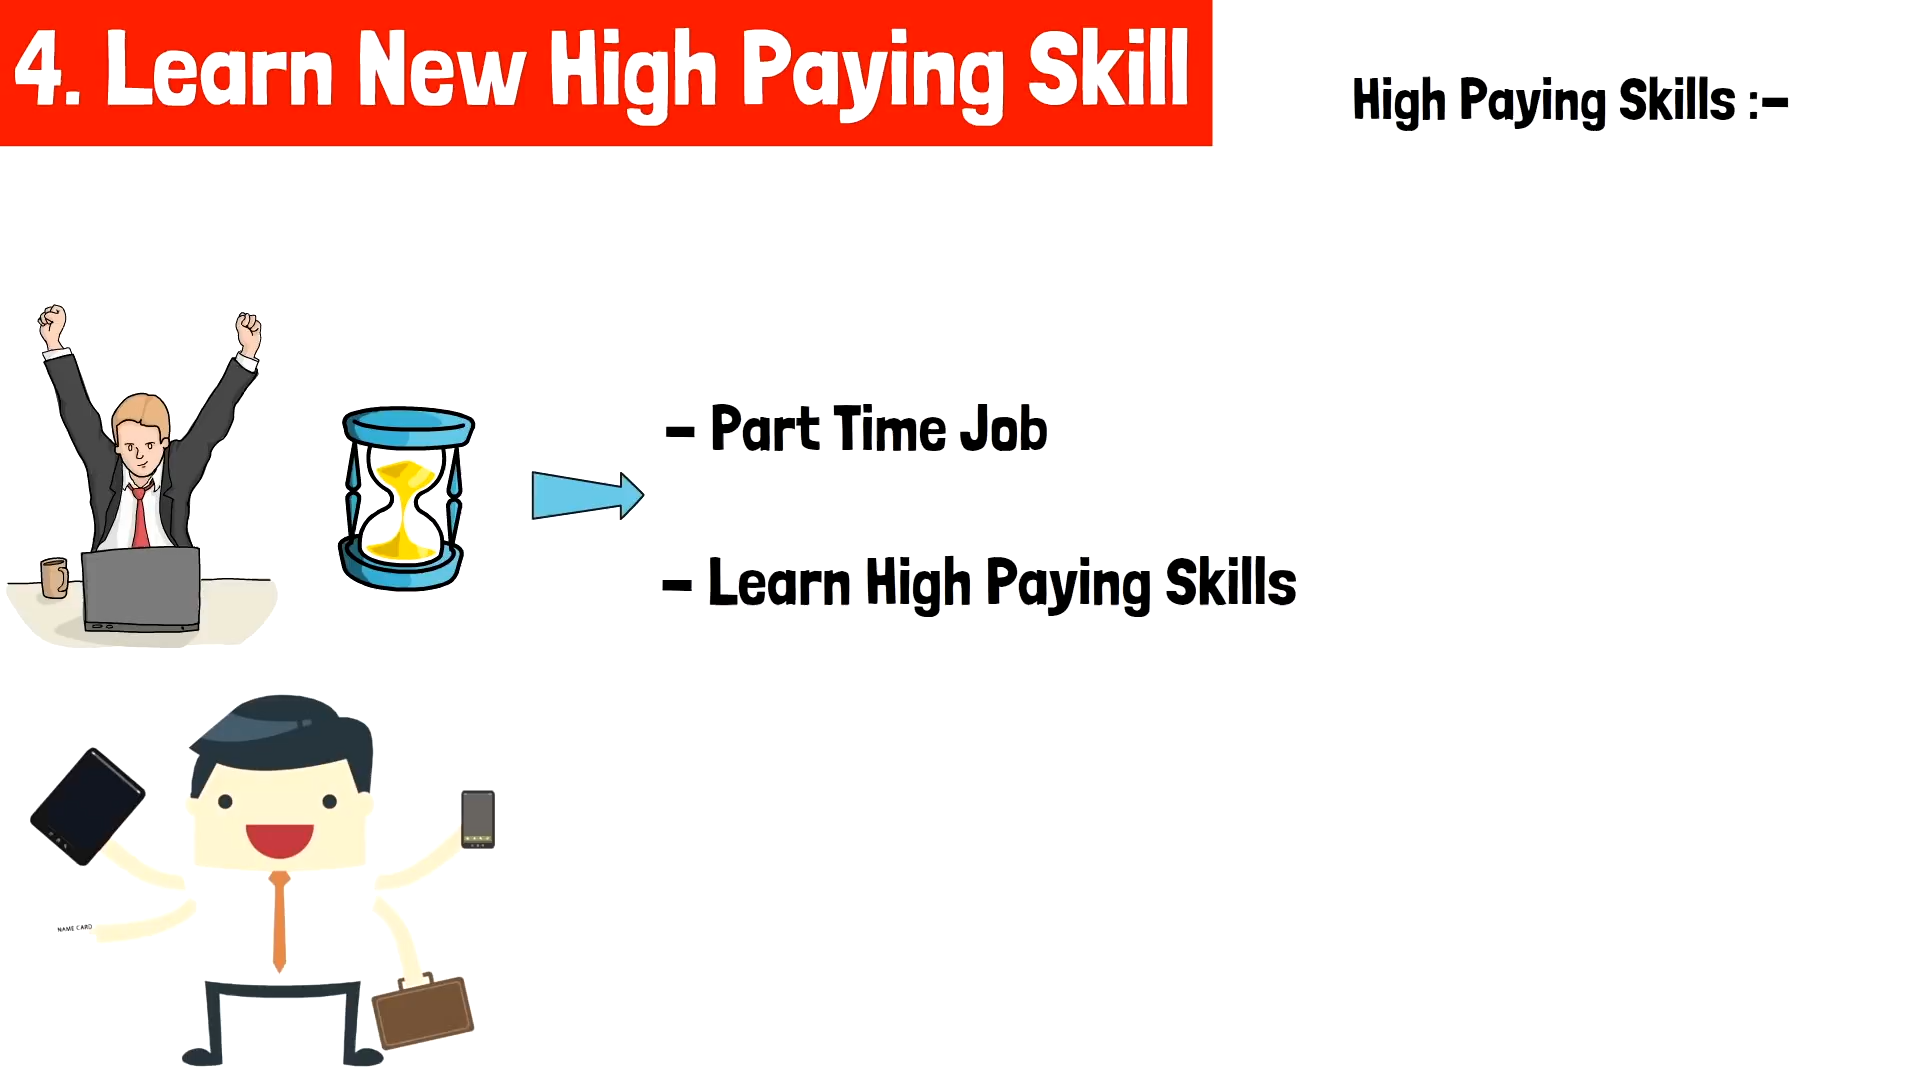 4. Learn New High Paying Skill
High Paying Skills :-
- Part Time Job
- Learn High Paying Skills
NAME CARD